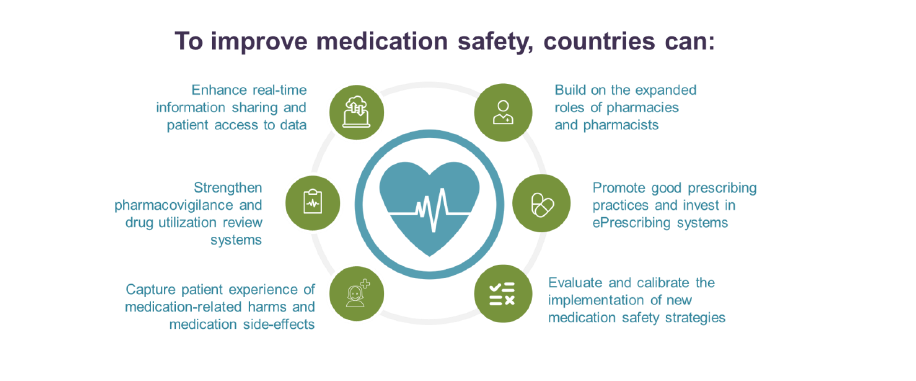 To improve medication safety, countries can:
Enhance real-time
information sharing and
patient access to data
Build on the expanded
roles of pharmacies
and pharmacists
Strengthen
pharmacovigilance and
drug utilization review
systems
Promote good prescribing
practices and invest in
ePrescribing systems
Capture patient experience of
medication-related harms and
medication side-effects
Evaluate and calibrate the
implementation of new
medication safety strategies